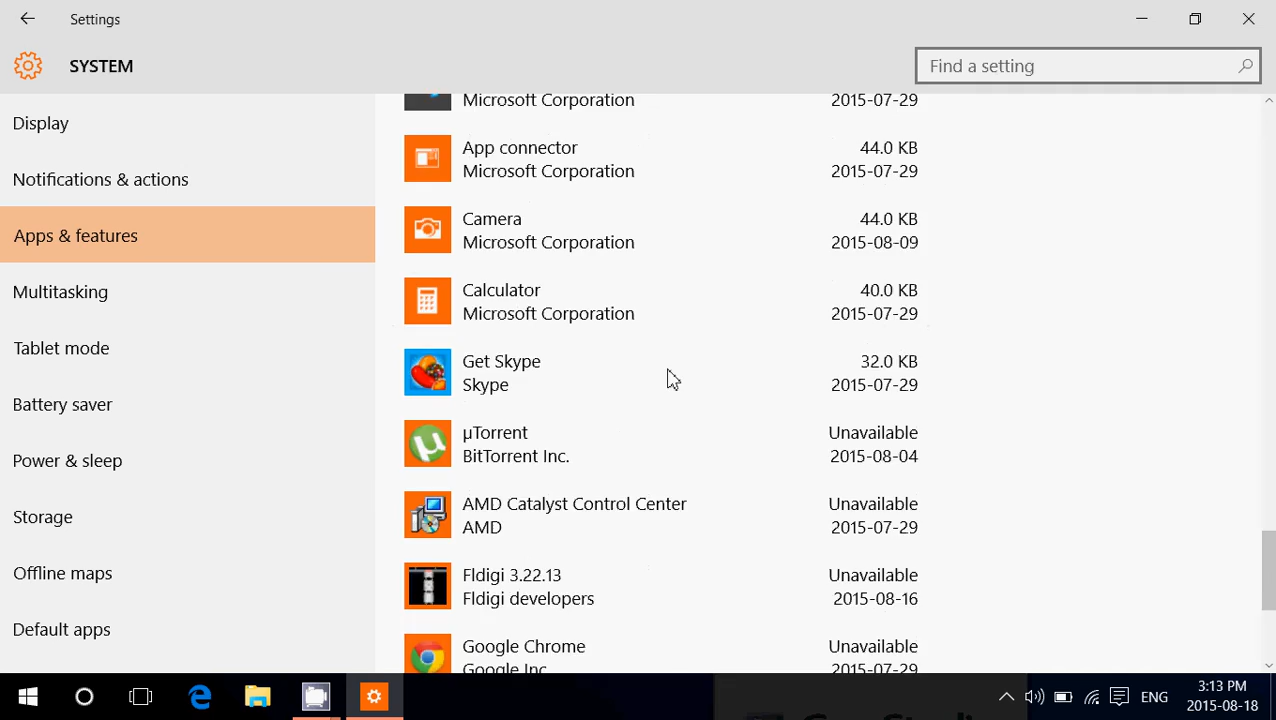 Settings
SYSTEM
Find a setting
Display
Notifications & actions
Apps & features
Multitasking
Tablet mode
Battery saver
Power & sleep
Storage
Offline maps
Default apps
Microsoft Corporation 2015-07-29
App connector 44.0 KB
Microsoft Corporation 2015-07-29
Camera 44.0 KB
Microsoft Corporation 2015-08-09
Calculator 40.0 KB
Microsoft Corporation 2015-07-29
Get Skype 32.0 KB
Skype 2015-07-29
µTorrent Unavailable
BitTorrent Inc. 2015-08-04
AMD Catalyst Control Center Unavailable
AMD 2015-07-29
Fldigi 3.22.13 Unavailable
Fldigi developers 2015-08-16
Google Chrome Unavailable
Google Inc. 2015-07-29
ENG
3:13 PM
2015-08-18